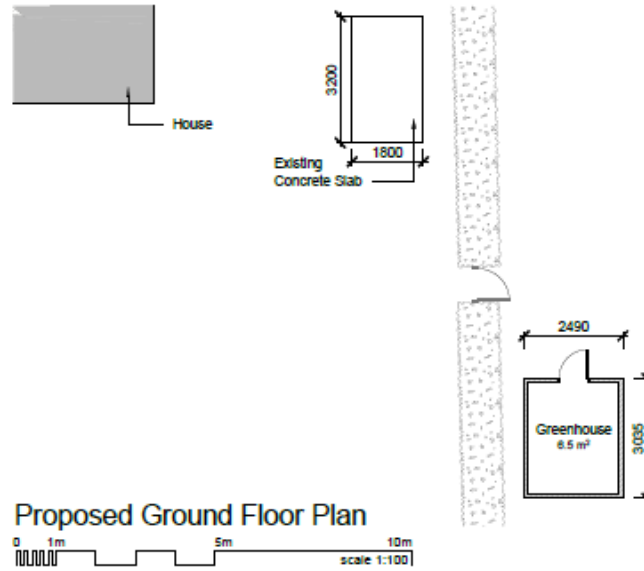 3200
House
1800
Existing
Concrete Slab
2490
Greenhouse
6.5 m²
3035
Proposed Ground Floor Plan
0 1m 5m 10m
scale 1:100